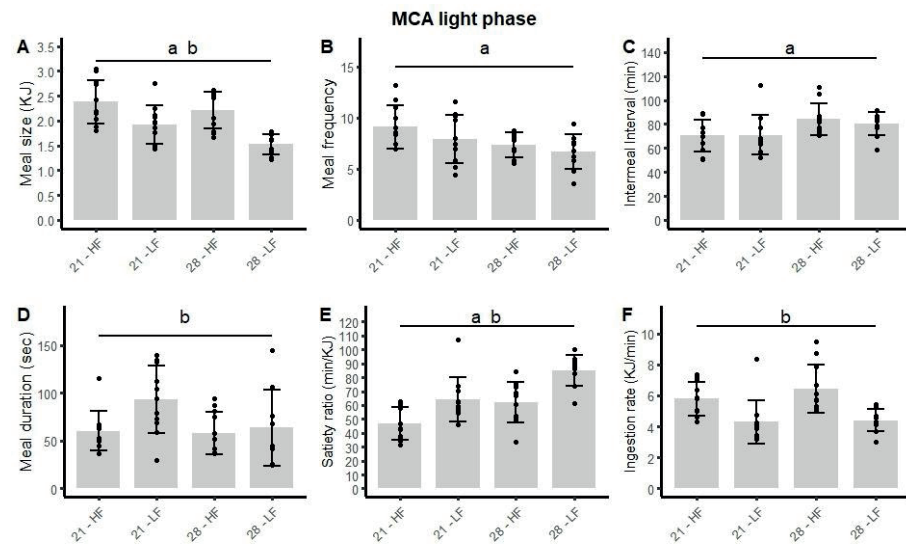 MCA light phase
A
a b
Meal size (KJ)
3.5
3.0
2.5
2.0
1.5
1.0
0.5
0.0
21 - HF
21 - LF
28 - HF
28 - LF
B
a
Meal frequency
15
10
5
0
21 - HF
21 - LF
28 - HF
28 - LF
C
a
Intermeal Interval (min)
140
120
100
80
60
40
20
0
21 - HF
21 - LF
28 - HF
28 - LF
D
b
Meal duration (sec)
150
100
50
0
21 - HF
21 - LF
28 - HF
28 - LF
E
a b
Satiety ratio (min/KJ)
120
110
100
90
80
70
60
50
40
30
20
10
0
21 - HF
21 - LF
28 - HF
28 - LF
F
b
Ingestion rate (KJ/min)
10
8
6
4
2
0
21 - HF
21 - LF
28 - HF
28 - LF